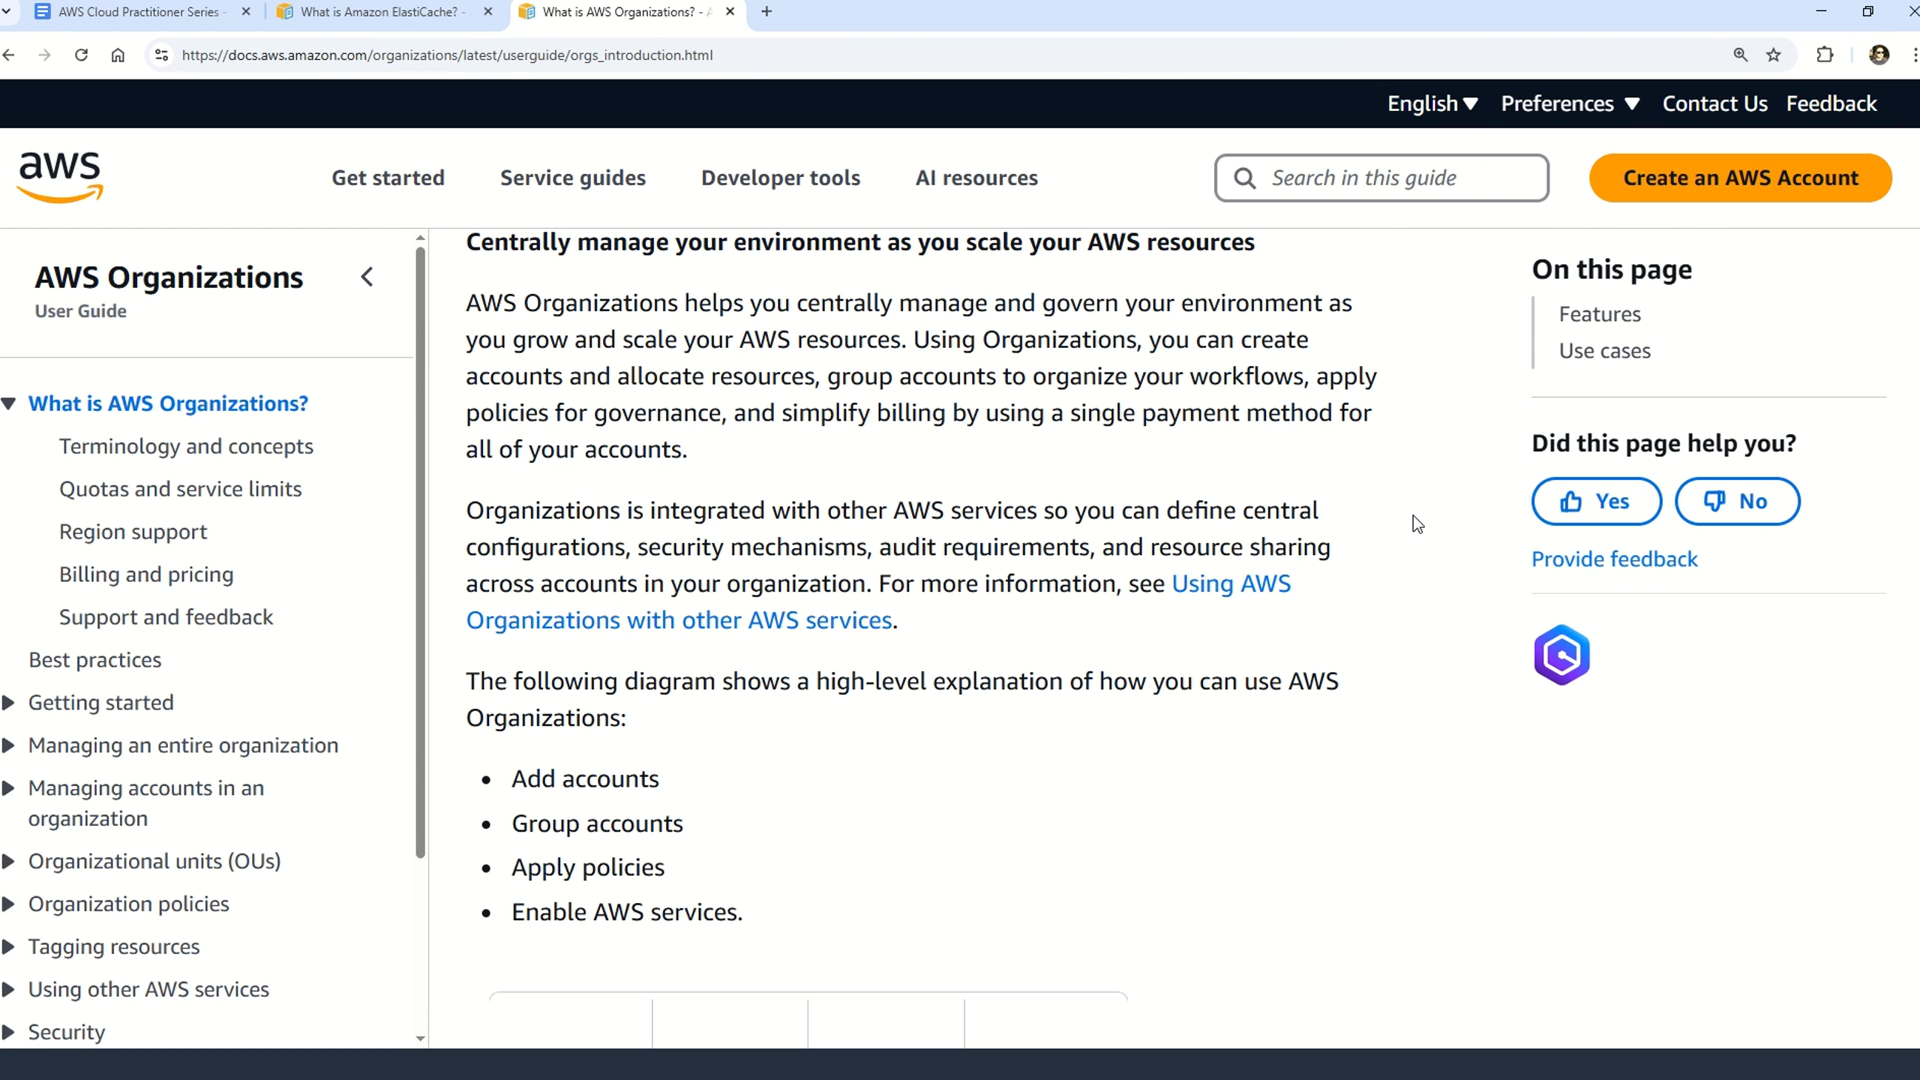 AWS Cloud Practitioner Series -
What is Amazon ElastiCache? -
What is AWS Organizations? - A
https://docs.aws.amazon.com/organizations/latest/userguide/orgs_introduction.html
English Preferences Contact Us Feedback
aws
Get started Service guides Developer tools AI resources
Search in this guide
Create an AWS Account
AWS Organizations
User Guide
What is AWS Organizations?
Terminology and concepts
Quotas and service limits
Region support
Billing and pricing
Support and feedback
Best practices
Getting started
Managing an entire organization
Managing accounts in an
organization
Organizational units (OUs)
Organization policies
Tagging resources
Using other AWS services
Security
Centrally manage your environment as you scale your AWS resources
AWS Organizations helps you centrally manage and govern your environment as
you grow and scale your AWS resources. Using Organizations, you can create
accounts and allocate resources, group accounts to organize your workflows, apply
policies for governance, and simplify billing by using a single payment method for
all of your accounts.
Organizations is integrated with other AWS services so you can define central
configurations, security mechanisms, audit requirements, and resource sharing
across accounts in your organization. For more information, see Using AWS
Organizations with other AWS services.
The following diagram shows a high-level explanation of how you can use AWS
Organizations:
• Add accounts
• Group accounts
• Apply policies
• Enable AWS services.
On this page
Features
Use cases
Did this page help you?
Yes No
Provide feedback